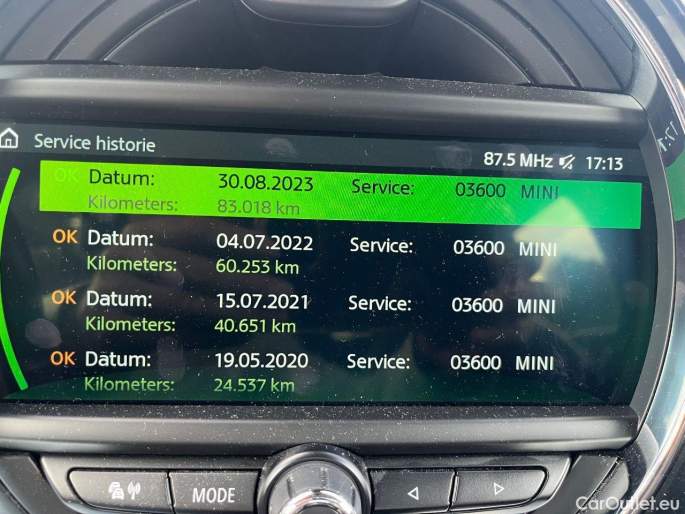 Service historie
87.5 MHz 17:13
OK Datum: 30.08.2023 Service: 03600 MINI
Kilometers: 83.018 km
OK Datum: 04.07.2022 Service: 03600 MINI
Kilometers: 60.253 km
OK Datum: 15.07.2021 Service: 03600 MINI
Kilometers: 40.651 km
OK Datum: 19.05.2020 Service: 03600 MINI
Kilometers: 24.537 km
MODE
CarOutlet.eu